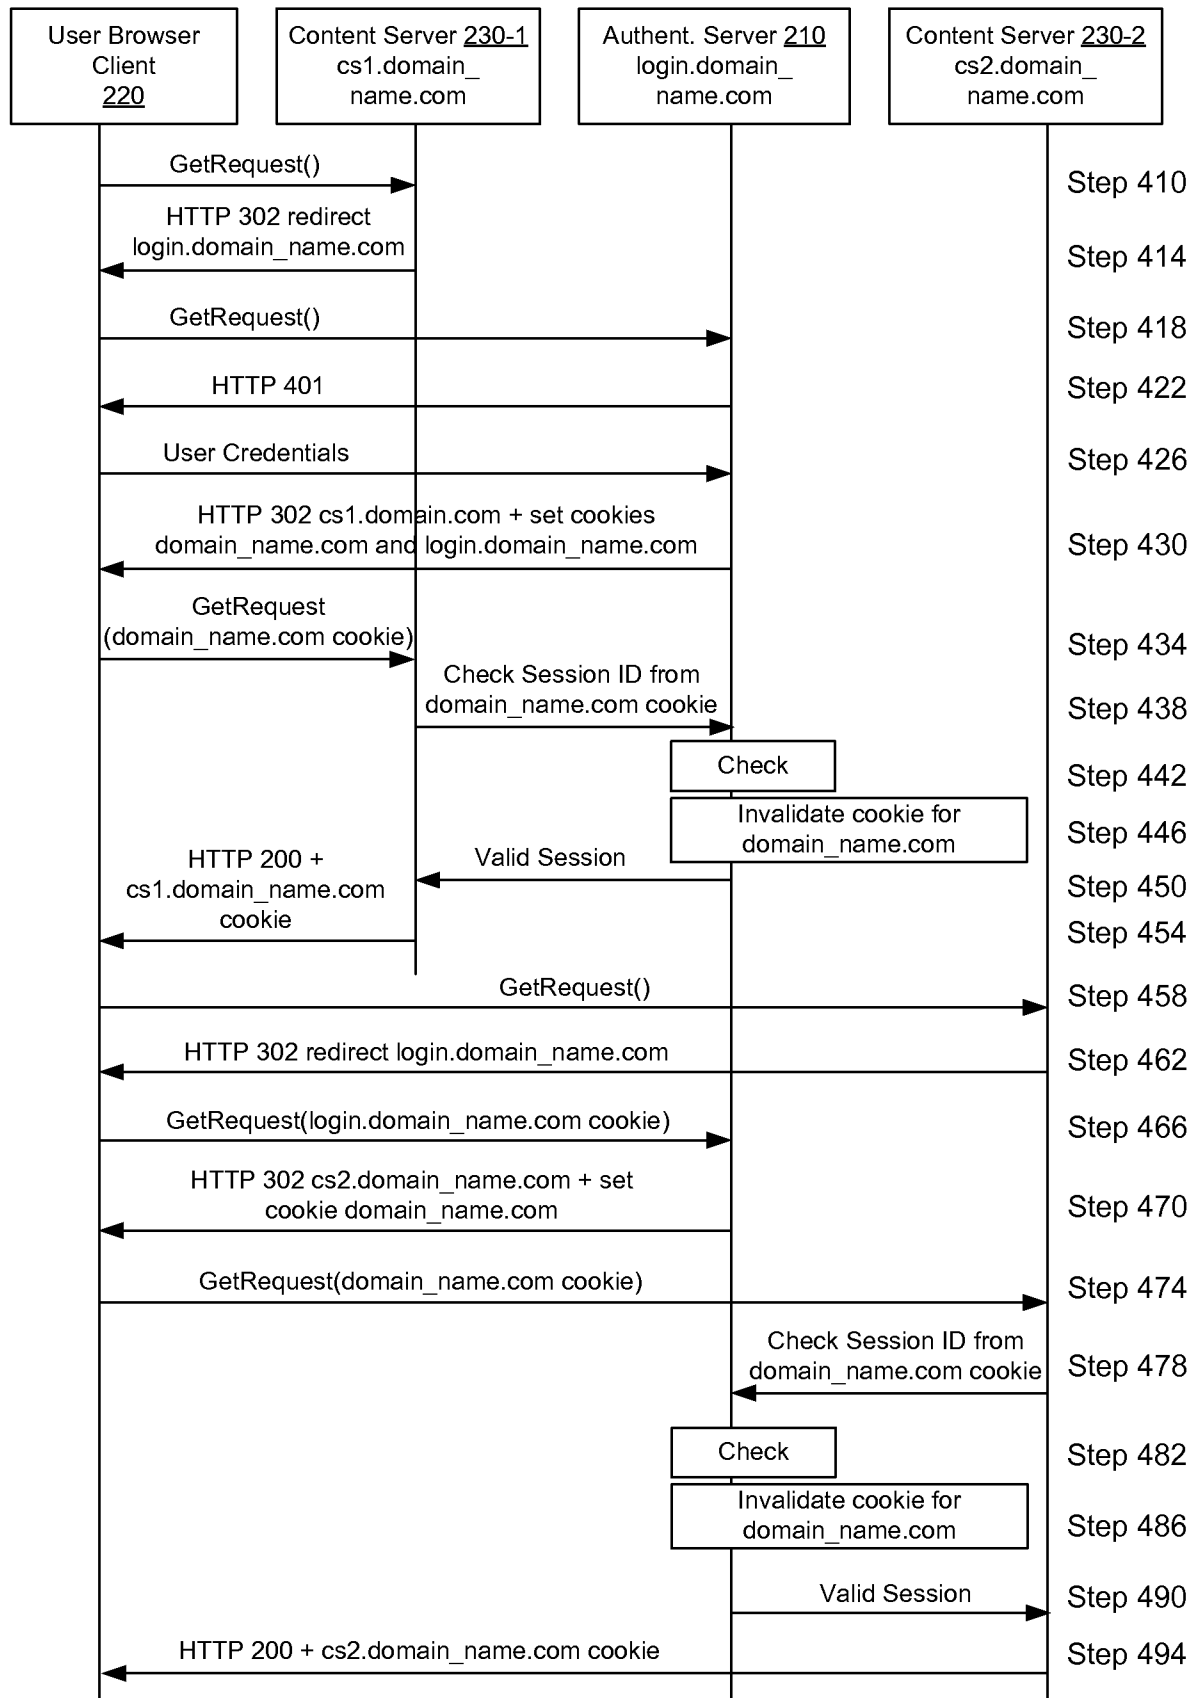 User Browser
Client
220
Content Server 230-1
cs1.domain_
name.com
Authent. Server 210
login.domain_
name.com
Content Server 230-2
cs2.domain_
name.com
GetRequest()
Step 410
HTTP 302 redirect
login.domain_name.com
Step 414
GetRequest()
Step 418
HTTP 401
Step 422
User Credentials
Step 426
HTTP 302 cs1.domain.com + set cookies
domain_name.com and login.domain_name.com
Step 430
GetRequest
(domain_name.com cookie)
Step 434
Check Session ID from
domain_name.com cookie
Step 438
Check
Step 442
Invalidate cookie for
domain_name.com
Step 446
Valid Session
Step 450
HTTP 200 +
cs1.domain_name.com
cookie
Step 454
GetRequest()
Step 458
HTTP 302 redirect login.domain_name.com
Step 462
GetRequest(login.domain_name.com cookie)
Step 466
HTTP 302 cs2.domain_name.com + set
cookie domain_name.com
Step 470
GetRequest(domain_name.com cookie)
Step 474
Check Session ID from
domain_name.com cookie
Step 478
Check
Step 482
Invalidate cookie for
domain_name.com
Step 486
Valid Session
Step 490
HTTP 200 + cs2.domain_name.com cookie
Step 494